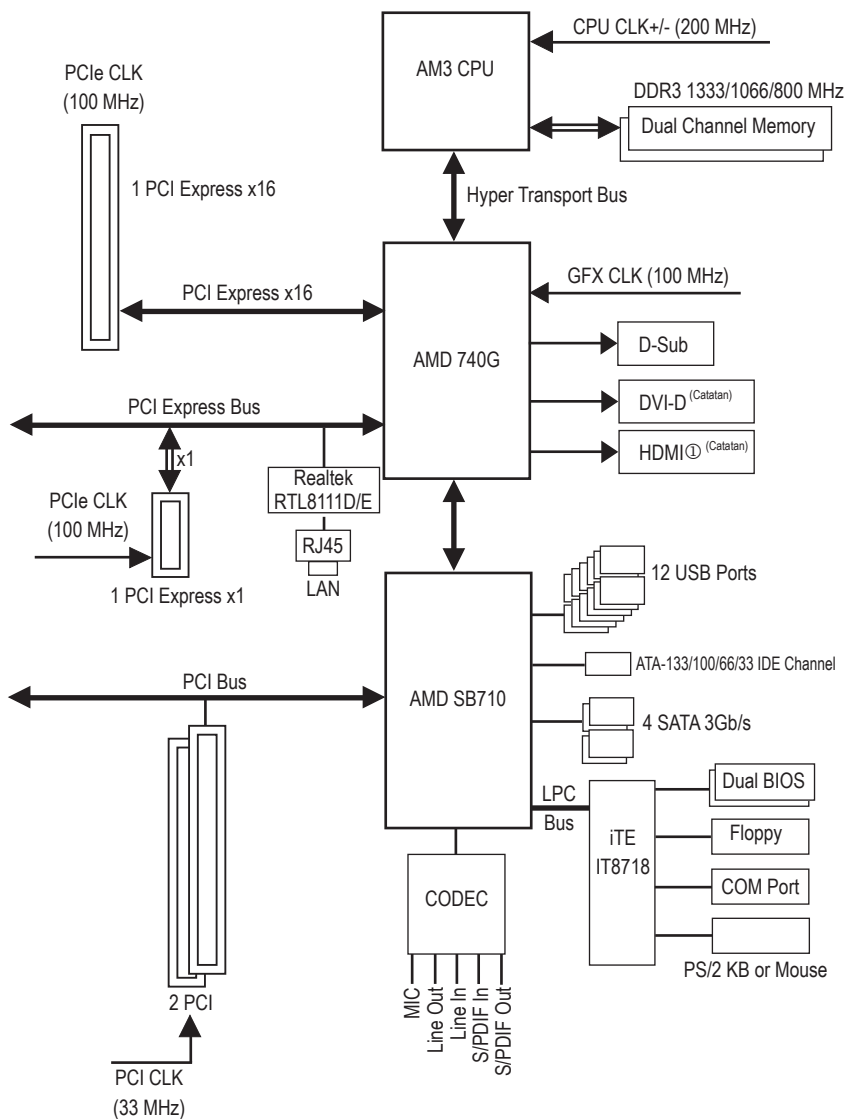 CPU CLK+/- (200 MHz)
AM3 CPU
PCIe CLK
(100 MHz)
DDR3 1333/1066/800 MHz
Dual Channel Memory
1 PCI Express x16
Hyper Transport Bus
GFX CLK (100 MHz)
PCI Express x16
D-Sub
AMD 740G
DVI-D (Catatan)
PCI Express Bus
HDMI① (Catatan)
x1
Realtek
RTL8111D/E
PCIe CLK
(100 MHz)
RJ45
LAN
1 PCI Express x1
12 USB Ports
ATA-133/100/66/33 IDE Channel
PCI Bus
AMD SB710
4 SATA 3Gb/s
LPC
Bus
Dual BIOS
iTE
IT8718
Floppy
COM Port
CODEC
PS/2 KB or Mouse
MIC
Line Out
Line In
S/PDIF In
S/PDIF Out
2 PCI
PCI CLK
(33 MHz)